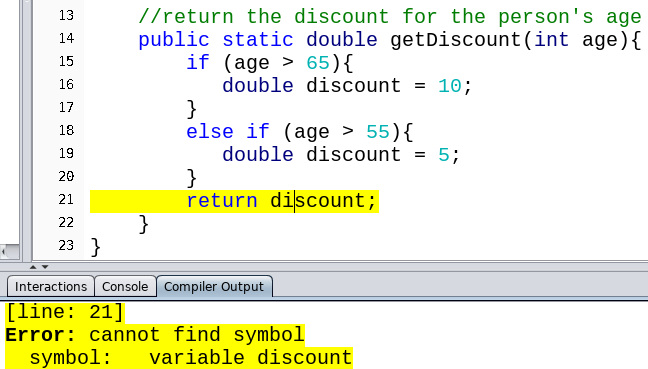 13 //return the discount for the person's age
14 public static double getDiscount(int age){
15 if (age > 65){
16 double discount = 10;
17 }
18 else if (age > 55){
19 double discount = 5;
20 }
21 return discount;
22 }
23 }
Interactions Console Compiler Output
[line: 21]
Error: cannot find symbol
symbol: variable discount